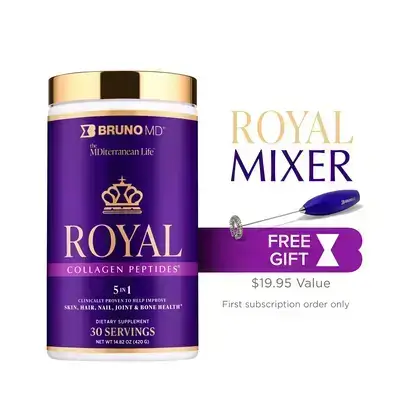 BRUNO MD™
the
MDiterranean Life™
ROYAL
COLLAGEN PEPTIDES
5 IN 1
CLINICALLY PROVEN TO HELP IMPROVE
SKIN, HAIR, NAIL, JOINT & BONE HEALTH
DIETARY SUPPLEMENT
30 SERVINGS
NET WT 14.82 OZ (420 G)
ROYAL
MIXER
FREE
GIFT
$19.95 Value
First subscription order only